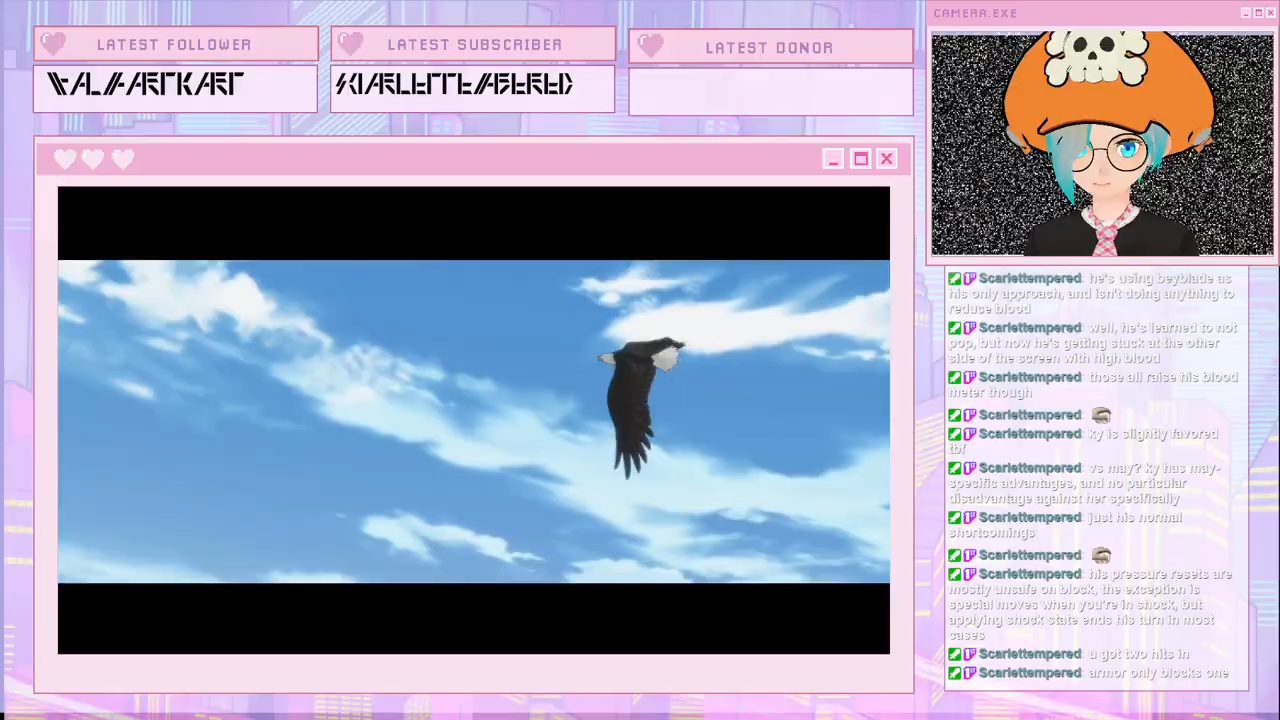 LATEST FOLLOWER
LATEST SUBSCRIBER
LATEST DONOR
CAMERA.EXE
Scarlettempered: he's using beyblade as
his only approach, and isn't doing anything to
reduce blood
Scarlettempered: well, he's learned to not
pop, but now he's getting stuck at the other
side of the screen with high blood
Scarlettempered: those all raise his blood
meter though
Scarlettempered:
Scarlettempered: ky is slightly favored
tbf
Scarlettempered: vs may? ky has may-
specific advantages, and no particular
disadvantage against her specifically
Scarlettempered: just his normal
shortcomings
Scarlettempered:
Scarlettempered: his pressure resets are
mostly unsafe on block, the exception is
special moves when you're in shock, but
applying shock state ends his turn in most
cases
Scarlettempered: u got two hits in
Scarlettempered: armor only blocks one